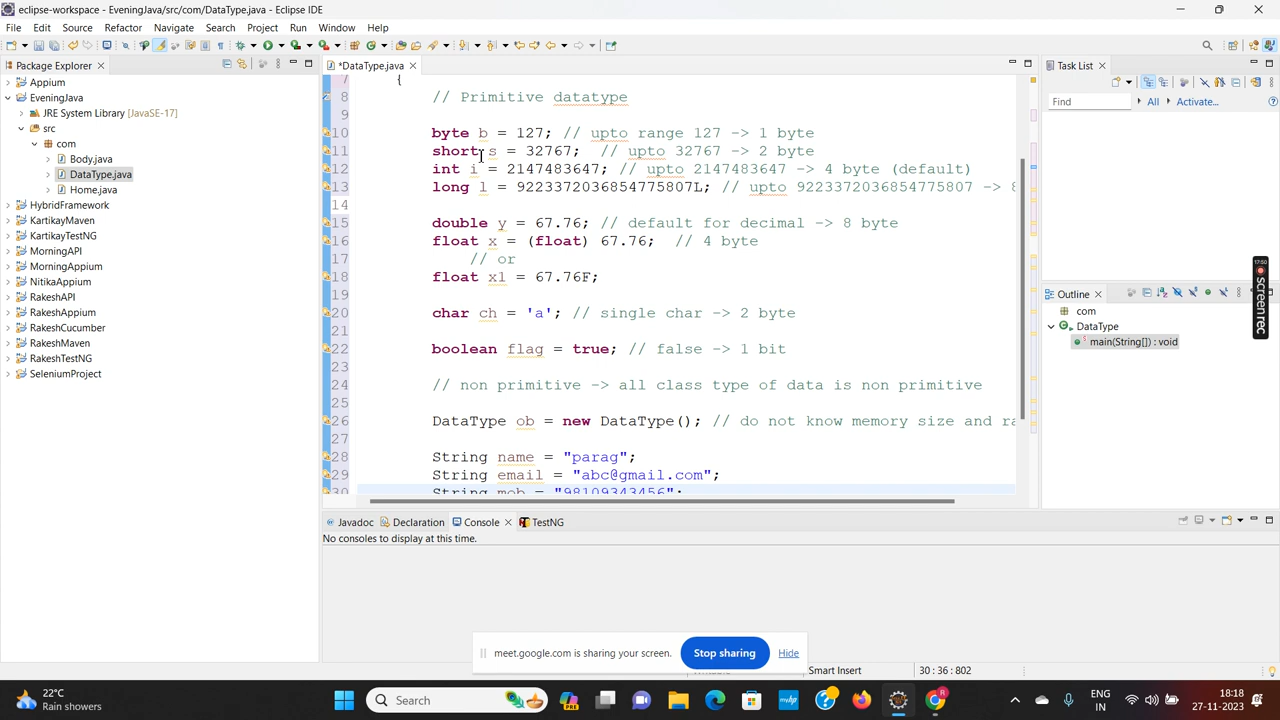 eclipse-workspace - EveningJava/src/com/DataType.java - Eclipse IDE
File Edit Source Refactor Navigate Search Project Run Window Help
Package Explorer
Appium
EveningJava
JRE System Library [JavaSE-17]
src
com
Body.java
DataType.java
Home.java
HybridFramework
KartikayMaven
KartikayTestNG
MorningAPI
MorningAppium
NitikaAppium
RakeshAPI
RakeshAppium
RakeshCucumber
RakeshMaven
RakeshTestNG
SeleniumProject
*DataType.java
7 {
8 // Primitive datatype
9
10 byte b = 127; // upto range 127 -> 1 byte
11 short s = 32767; // upto 32767 -> 2 byte
12 int i = 2147483647; // upto 2147483647 -> 4 byte (default)
13 long l = 9223372036854775807L; // upto 9223372036854775807 -> 8
14
15 double y = 67.76; // default for decimal -> 8 byte
16 float x = (float) 67.76; // 4 byte
17 // or
18 float x1 = 67.76F;
19
20 char ch = 'a'; // single char -> 2 byte
21
22 boolean flag = true; // false -> 1 bit
23
24 // non primitive -> all class type of data is non primitive
25
26 DataType ob = new DataType(); // do not know memory size and ra
27
28 String name = "parag";
29 String email = "abc@gmail.com";
30 String mob = "98109343456";
Task List
Find All Activate...
Outline
com
DataType
main(String[]) : void
17:50
screenrec
Javadoc Declaration Console TestNG
No consoles to display at this time.
meet.google.com is sharing your screen. Stop sharing Hide
Smart Insert 30 : 36 : 802
22°C
Rain showers
Search
PRE
ENG
IN
18:18
27-11-2023